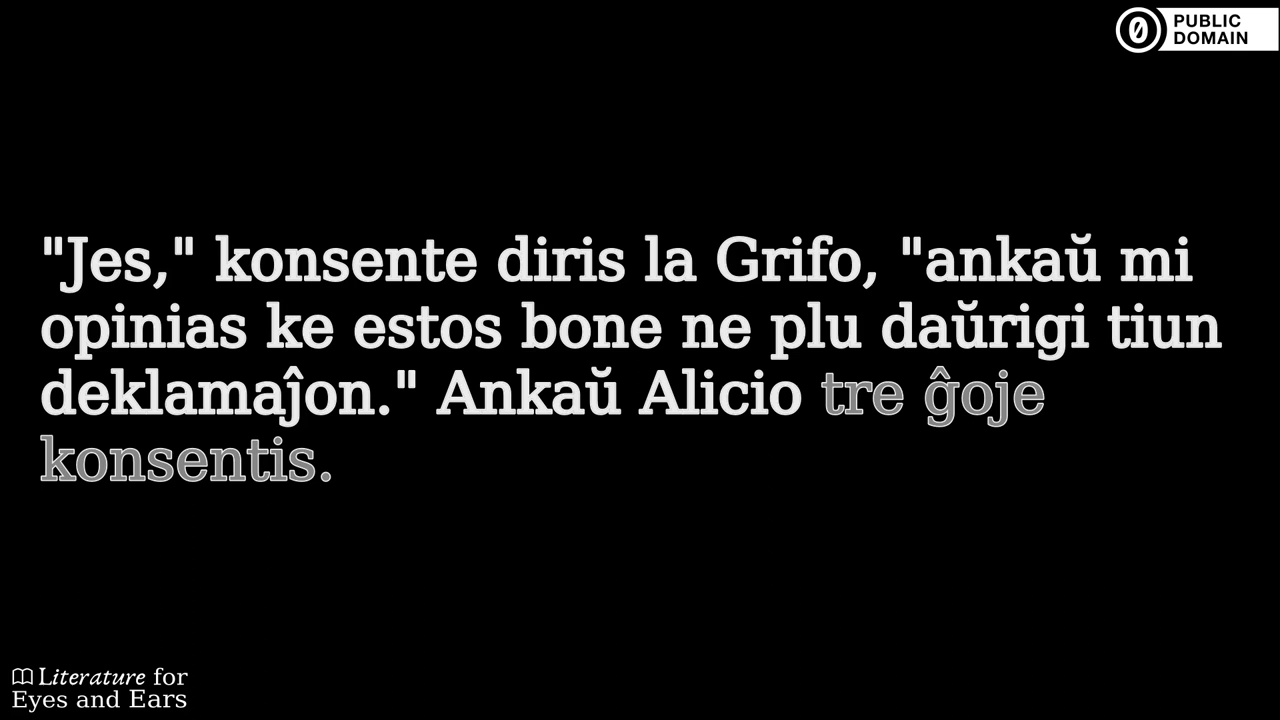 PUBLIC
DOMAIN
"Jes," konsente diris la Grifo, "ankaŭ mi
opinias ke estos bone ne plu daŭrigi tiun
deklamaĵon." Ankaŭ Alicio tre ĝoje
konsentis.
Literature for
Eyes and Ears